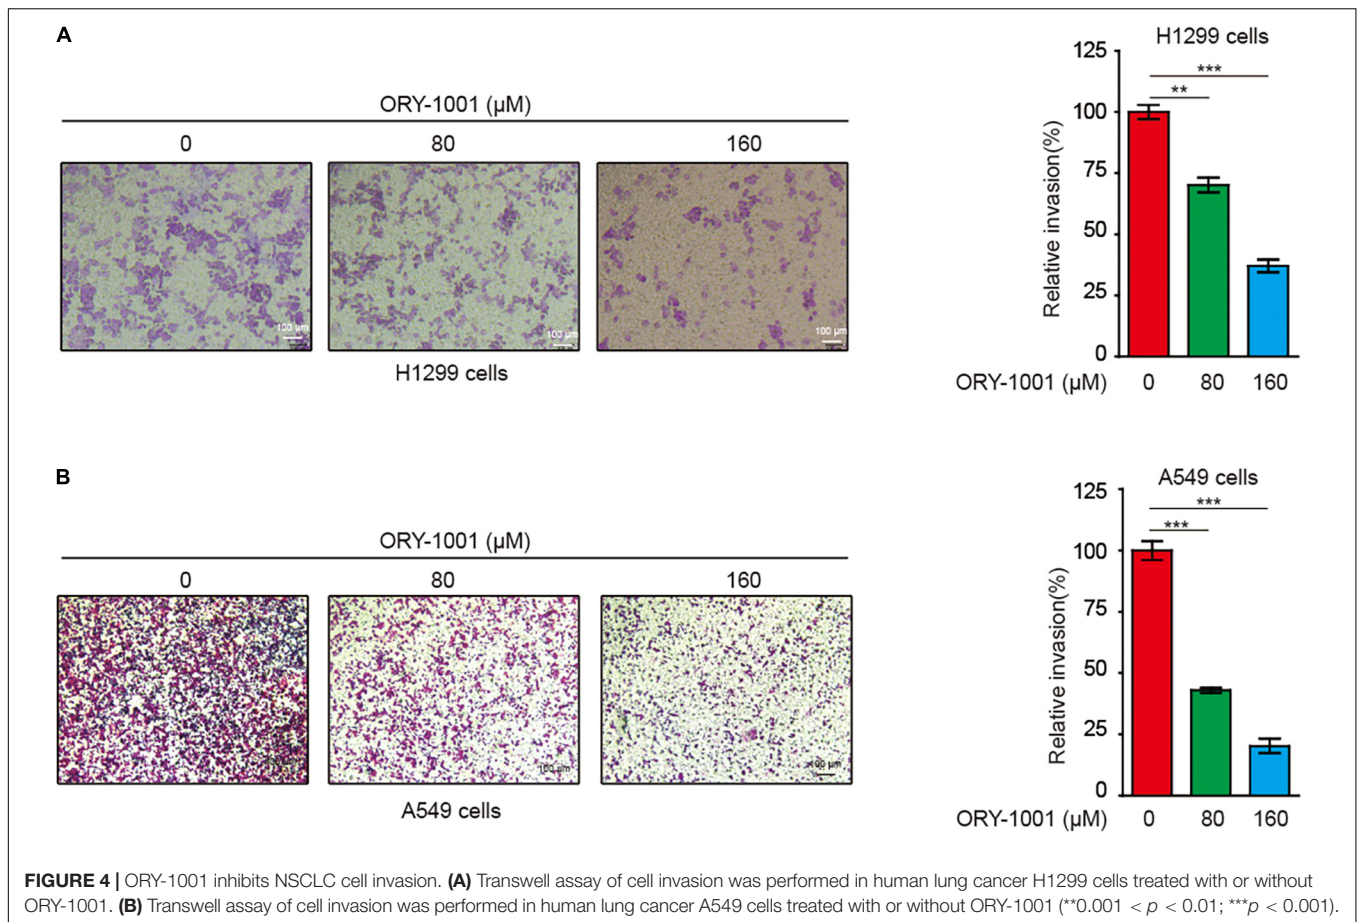 A
ORY-1001 (µM)
0 80 160
100 µm 100 µm 100 µm
H1299 cells
H1299 cells
125
100
75
50
25
0
Relative invasion(%)
***
**
ORY-1001 (µM) 0 80 160
B
ORY-1001 (µM)
0 80 160
100 µm 100 µm
A549 cells
A549 cells
125
100
75
50
25
0
Relative invasion(%)
***
***
ORY-1001 (µM) 0 80 160
FIGURE 4 | ORY-1001 inhibits NSCLC cell invasion. (A) Transwell assay of cell invasion was performed in human lung cancer H1299 cells treated with or without
ORY-1001. (B) Transwell assay of cell invasion was performed in human lung cancer A549 cells treated with or without ORY-1001 (**0.001 < p < 0.01; ***p < 0.001).